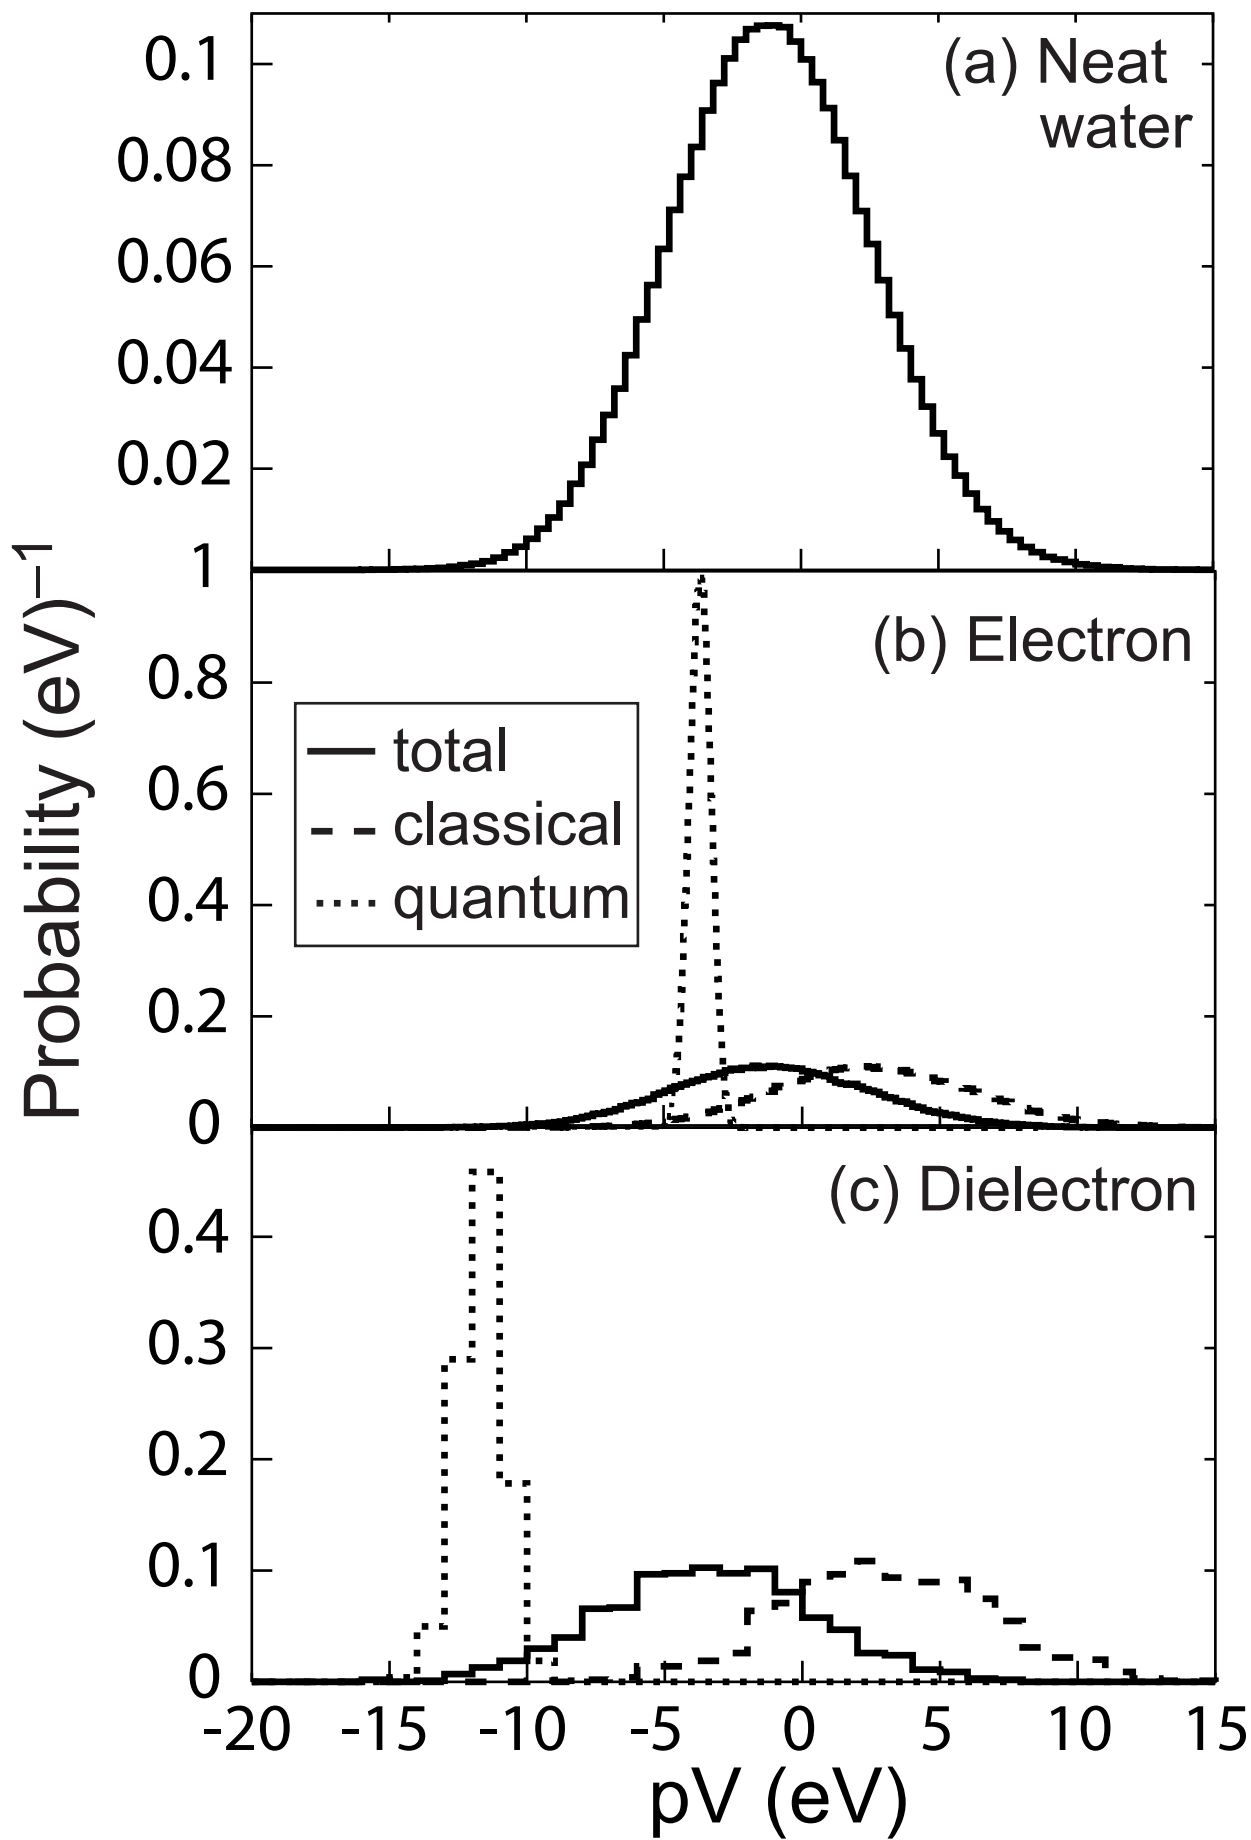 (a) Neat
water
0.1
0.08
0.06
0.04
0.02
1
(b) Electron
0.8
0.6
0.4
0.2
0
total
classical
quantum
(c) Dielectron
0.4
0.3
0.2
0.1
0
-20 -15 -10 -5 0 5 10 15
pV (eV)
Probability (eV)–1